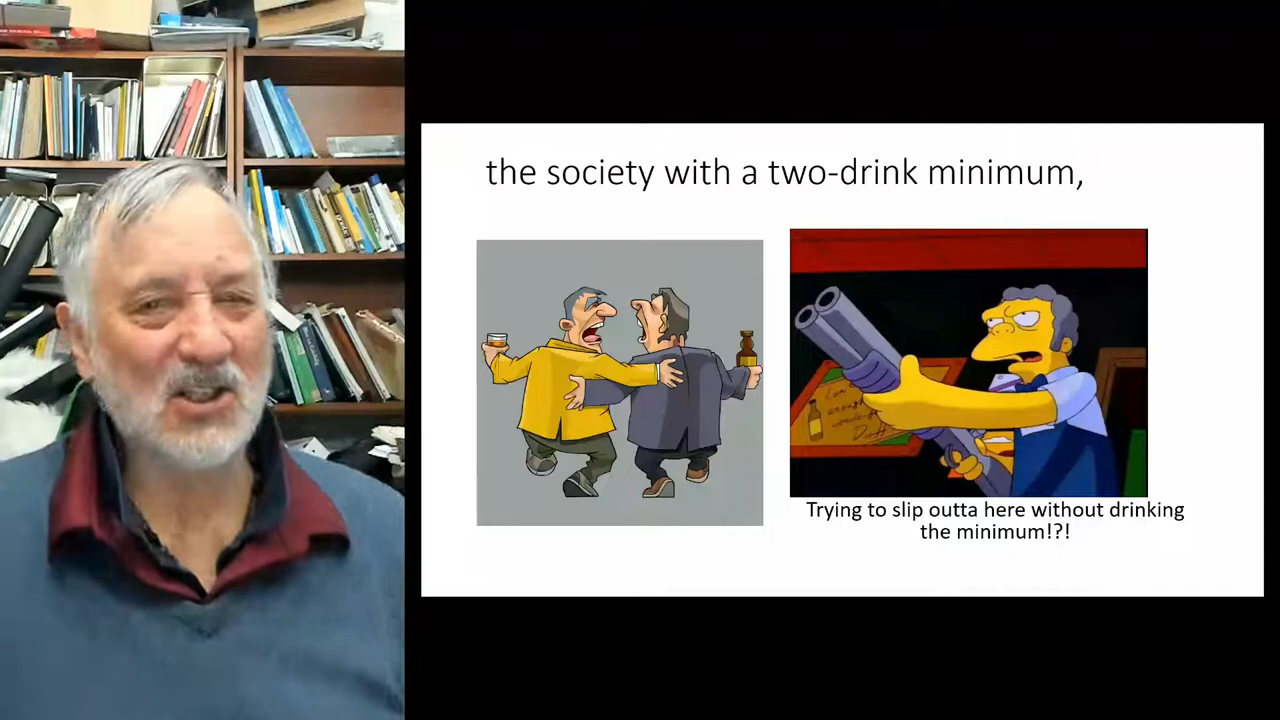 the society with a two-drink minimum,
Trying to slip outta here without drinking
the minimum!?!